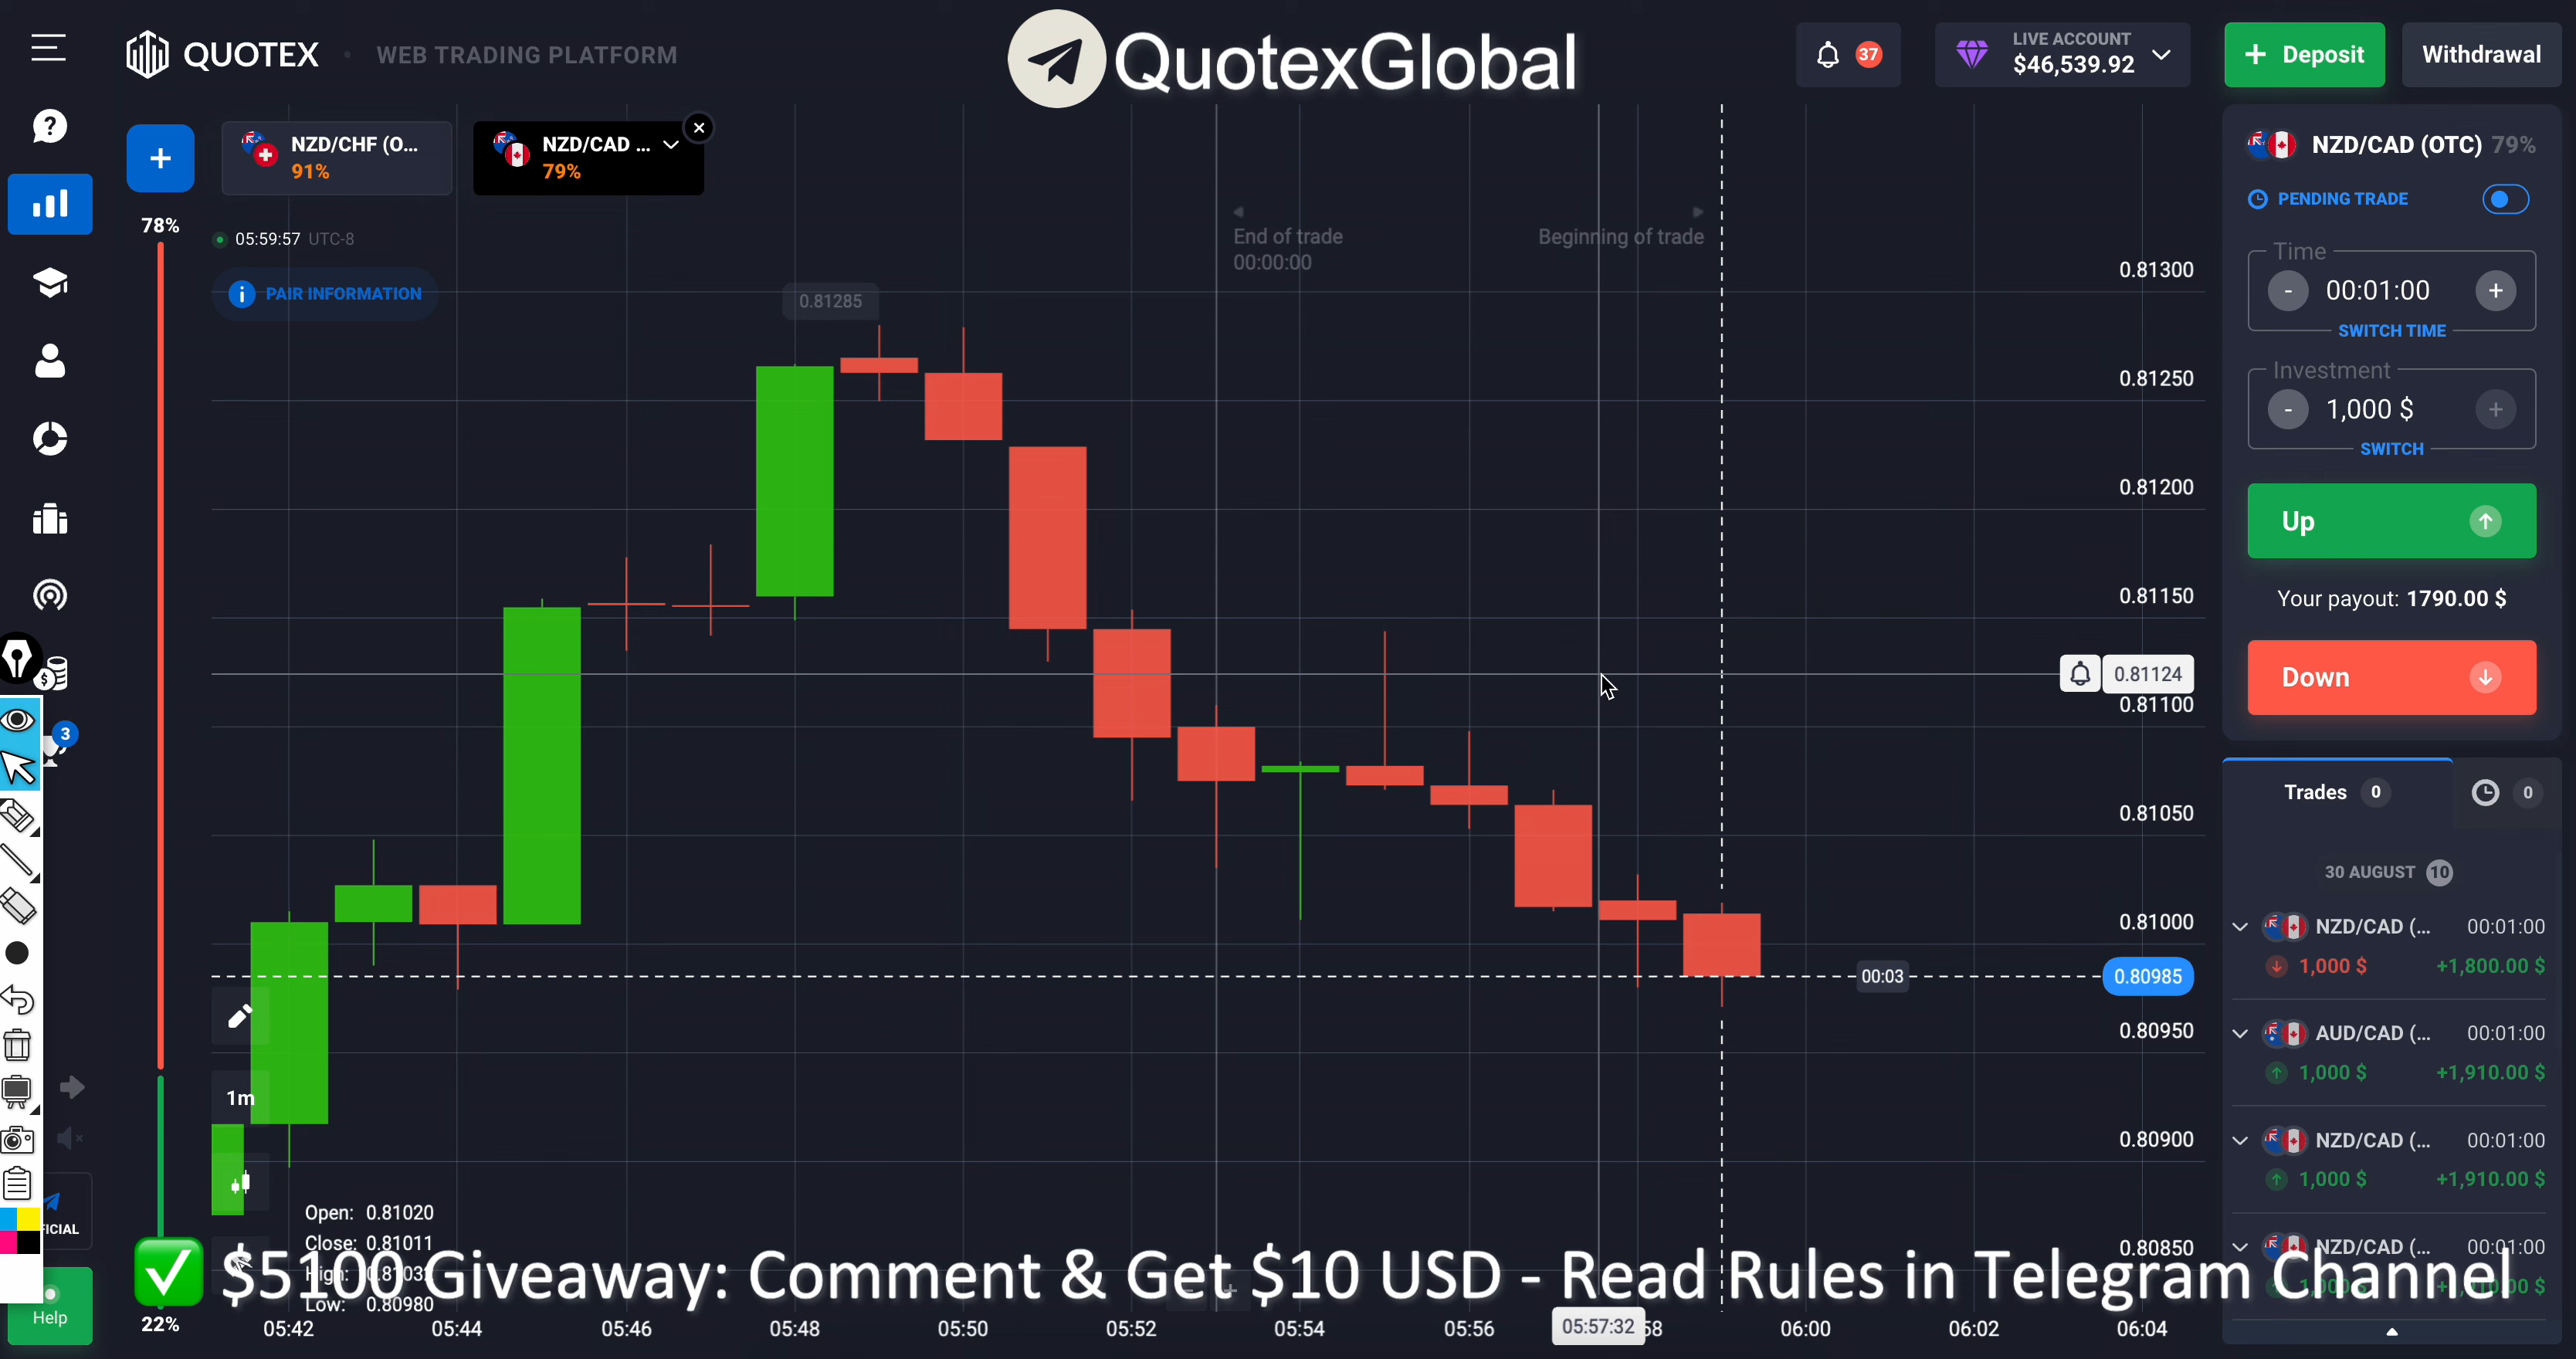 QUOTEX
WEB TRADING PLATFORM
QuotexGlobal
37
LIVE ACCOUNT
$46,539.92
Deposit
Withdrawal
NZD/CHF (O...
91%
NZD/CAD ...
79%
78%
05:59:57 UTC-8
PAIR INFORMATION
End of trade
00:00:00
Beginning of trade
0.81285
0.81300
0.81250
0.81200
0.81150
0.81124
0.81100
0.81050
0.81000
00:03
0.80985
0.80950
0.80900
0.80850
NZD/CAD (OTC) 79%
PENDING TRADE
Time
- 00:01:00 +
SWITCH TIME
Investment
- 1,000 $ +
SWITCH
Up
Your payout: 1790.00 $
Down
Trades 0
0
30 AUGUST 10
NZD/CAD (... 00:01:00
1,000 $ +1,800.00 $
AUD/CAD (... 00:01:00
1,000 $ +1,910.00 $
NZD/CAD (... 00:01:00
1,000 $ +1,910.00 $
NZD/CAD (... 00:01:00
3
1m
Open: 0.81020
Close: 0.81011
High: 0.81032
Low: 0.80980
$5100 Giveaway: Comment & Get $10 USD - Read Rules in Telegram Channel
Help
22%
05:42
05:44
05:46
05:48
05:50
05:52
05:54
05:56
05:57:32
58
06:00
06:02
06:04